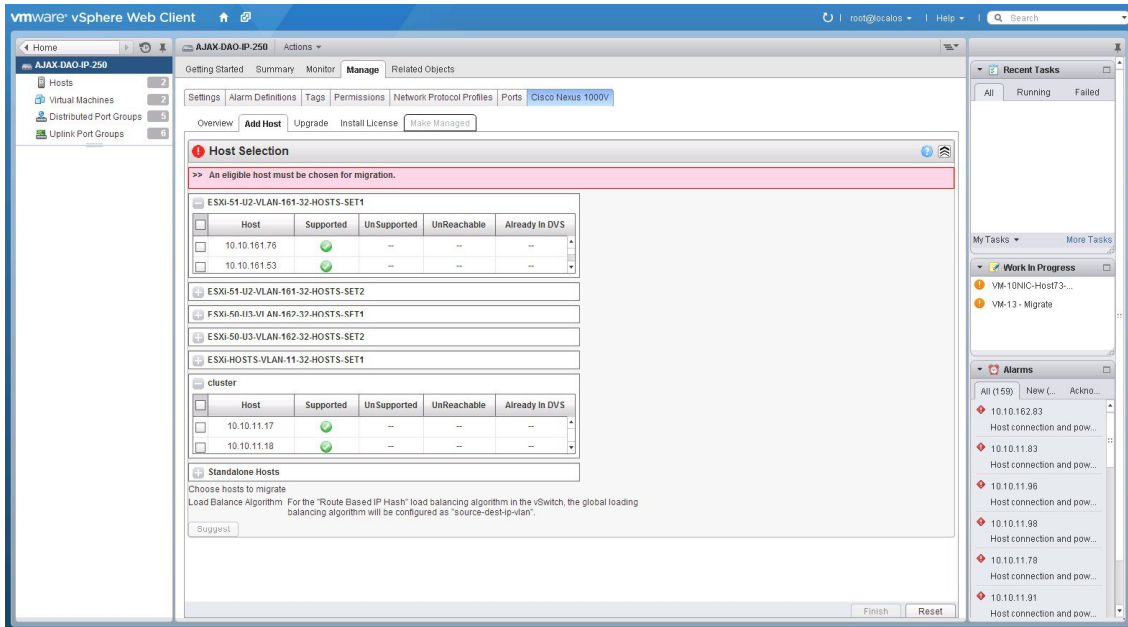 vmware® vSphere Web Client
root@localos
Help
Search
Home
AJAX-DAO-IP-250
Hosts 2
Virtual Machines 2
Distributed Port Groups 5
Uplink Port Groups 6
AJAX-DAO-IP-250 Actions
Getting Started Summary Monitor Manage Related Objects
Settings Alarm Definitions Tags Permissions Network Protocol Profiles Ports Cisco Nexus 1000V
Overview Add Host Upgrade Install License Make Managed
Host Selection
>> An eligible host must be chosen for migration.
ESXi-51-U2-VLAN-161-32-HOSTS-SET1
Host Supported UnSupported UnReachable Already In DVS
10.10.161.76 -- -- --
10.10.161.53 -- -- --
ESXi-51-U2-VLAN-161-32-HOSTS-SET2
ESXi-50-U3-VLAN-162-32-HOSTS-SET1
ESXi-50-U3-VLAN-162-32-HOSTS-SET2
ESXi-HOSTS-VLAN-11-32-HOSTS-SET1
cluster
Host Supported UnSupported UnReachable Already In DVS
10.10.11.17 -- -- --
10.10.11.18 -- -- --
Standalone Hosts
Choose hosts to migrate
Load Balance Algorithm For the "Route Based IP Hash" load balancing algorithm in the vSwitch, the global loading
balancing algorithm will be configured as "source-dest-ip-vlan".
Suggest
Finish Reset
Recent Tasks
All Running Failed
My Tasks More Tasks
Work In Progress
VM-10NIC-Host73-...
VM-13 - Migrate
Alarms
All (159) New (... Ackno...
10.10.162.83
Host connection and pow...
10.10.11.83
Host connection and pow...
10.10.11.96
Host connection and pow...
10.10.11.98
Host connection and pow...
10.10.11.78
Host connection and pow...
10.10.11.91
Host connection and pow...